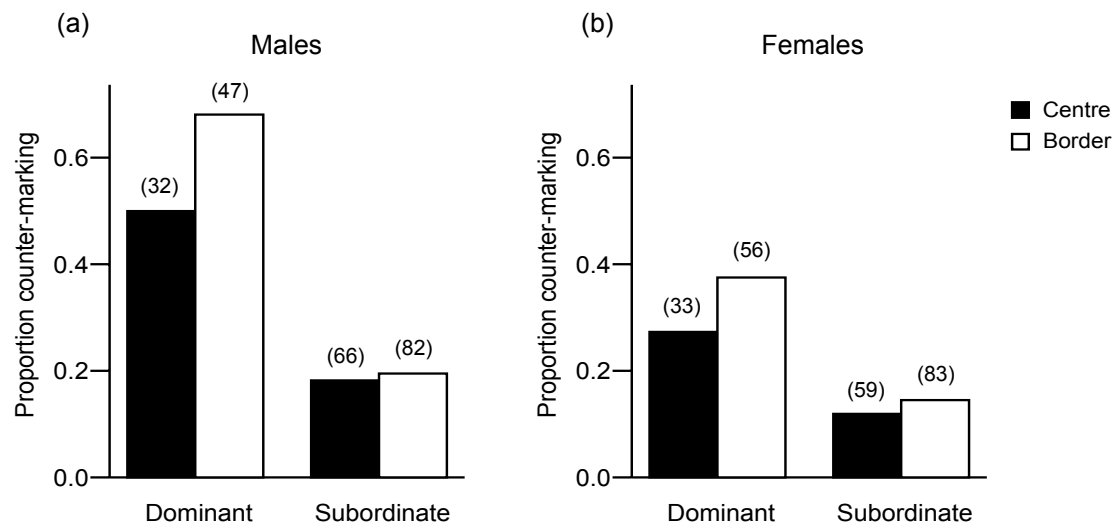 (a)
Males
Proportion counter-marking
0.6
0.4
0.2
0.0
(32)
(47)
(66)
(82)
Dominant
Subordinate
(b)
Females
Proportion counter-marking
0.6
0.4
0.2
0.0
(33)
(56)
(59)
(83)
Dominant
Subordinate
Centre
Border